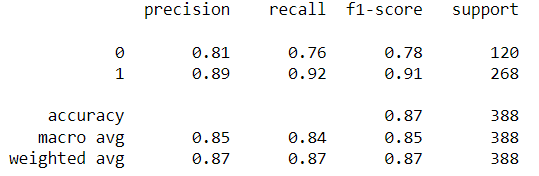 precision recall f1-score support
0 0.81 0.76 0.78 120
1 0.89 0.92 0.91 268
accuracy 0.87 388
macro avg 0.85 0.84 0.85 388
weighted avg 0.87 0.87 0.87 388